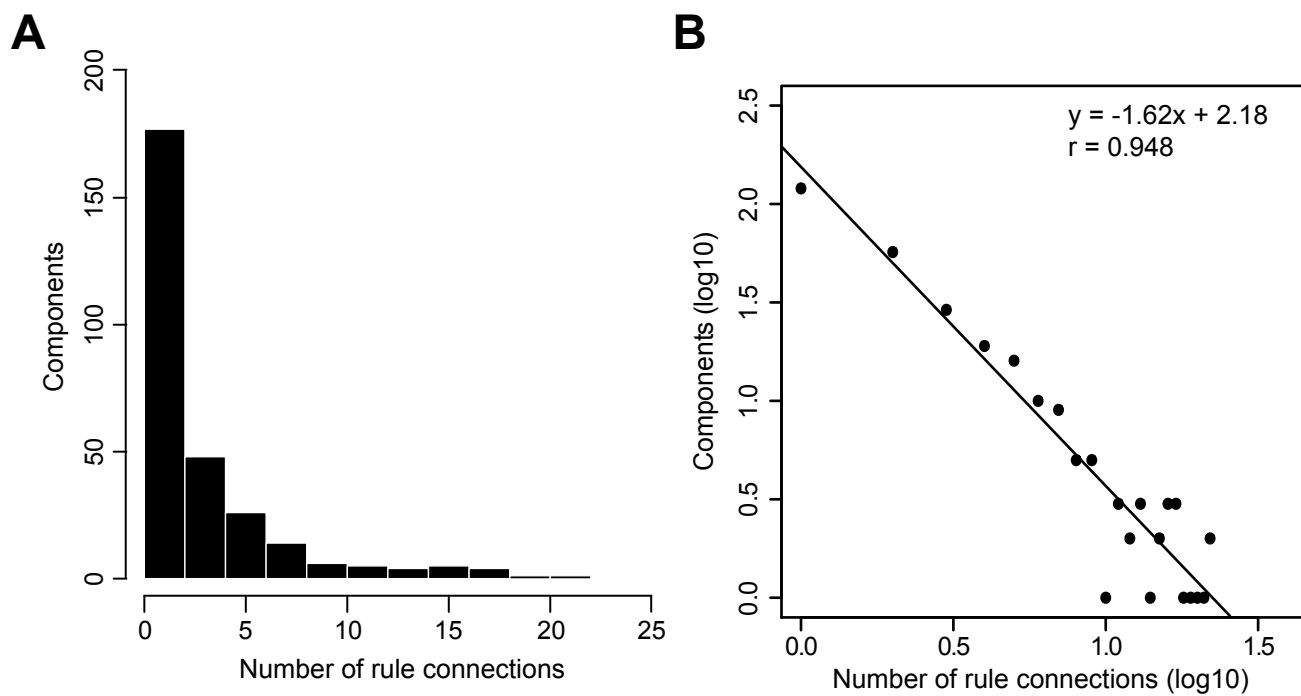 A
200
150
100
50
0
Components
0 5 10 15 20 25
Number of rule connections
B
y = -1.62x + 2.18
r = 0.948
2.5
2.0
1.5
1.0
0.5
0.0
Components (log10)
0.0 0.5 1.0 1.5
Number of rule connections (log10)